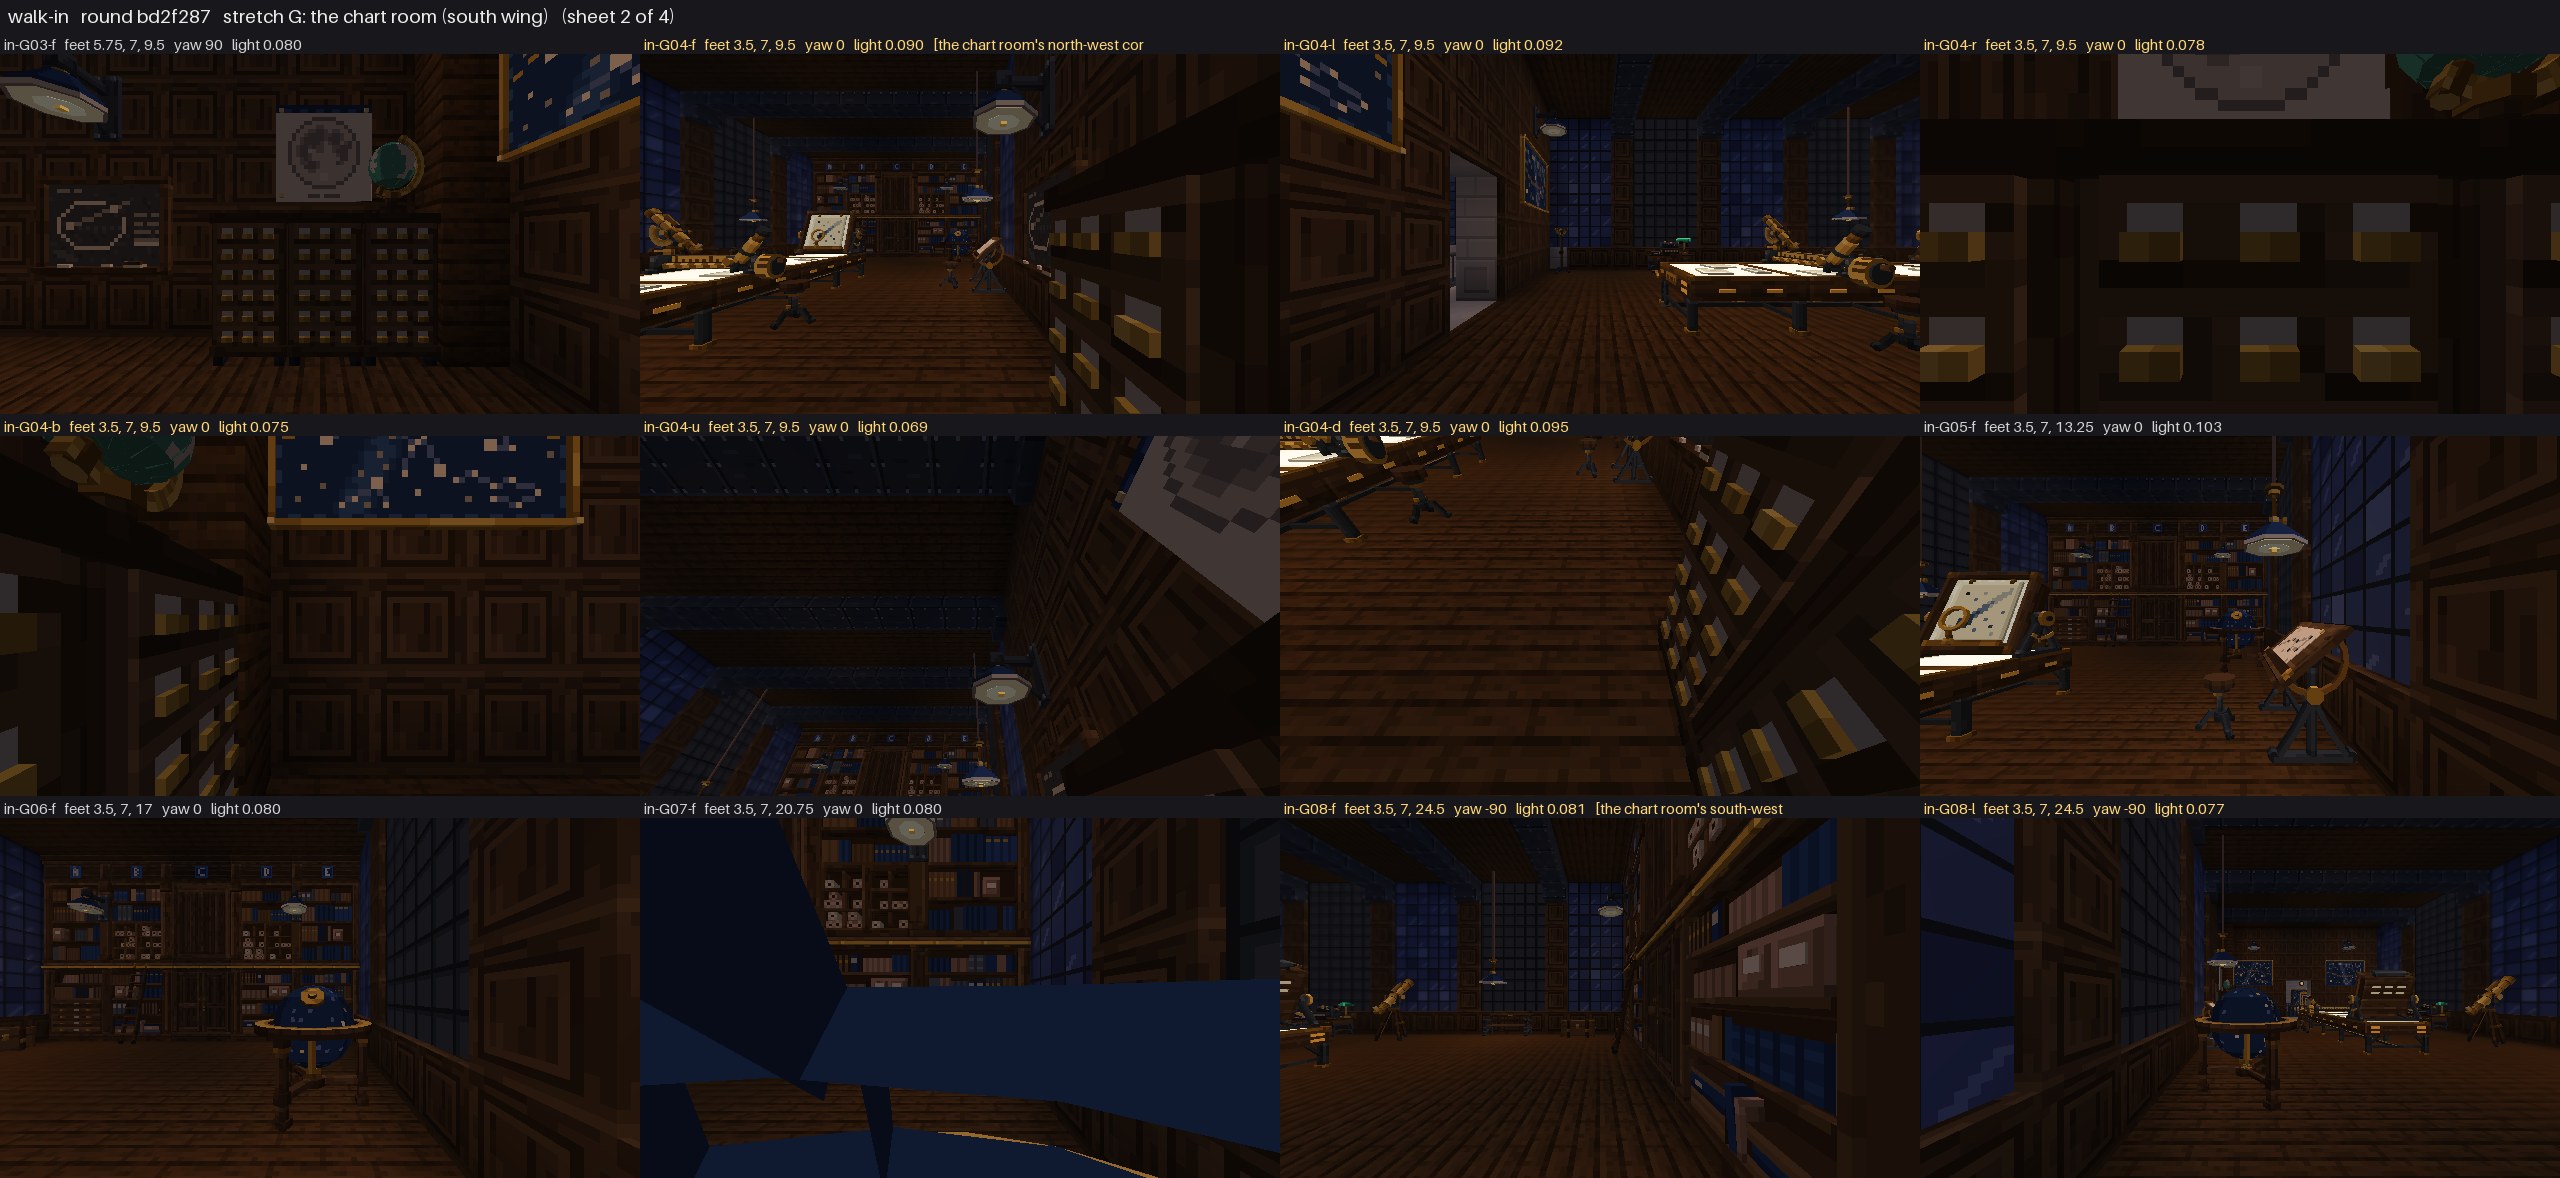 walk-in round bd2f287 stretch G: the chart room (south wing) (sheet 2 of 4)
in-G03-f feet 5.75, 7, 9.5 yaw 90 light 0.080
in-G04-f feet 3.5, 7, 9.5 yaw 0 light 0.090 [the chart room's north-west cor
in-G04-l feet 3.5, 7, 9.5 yaw 0 light 0.092
in-G04-r feet 3.5, 7, 9.5 yaw 0 light 0.078
in-G04-b feet 3.5, 7, 9.5 yaw 0 light 0.075
in-G04-u feet 3.5, 7, 9.5 yaw 0 light 0.069
in-G04-d feet 3.5, 7, 9.5 yaw 0 light 0.095
in-G05-f feet 3.5, 7, 13.25 yaw 0 light 0.103
in-G06-f feet 3.5, 7, 17 yaw 0 light 0.080
A B C D E
in-G07-f feet 3.5, 7, 20.75 yaw 0 light 0.080
in-G08-f feet 3.5, 7, 24.5 yaw -90 light 0.081 [the chart room's south-west
in-G08-l feet 3.5, 7, 24.5 yaw -90 light 0.077